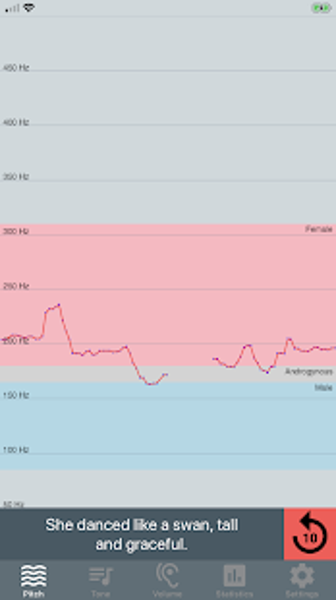 450 Hz
400 Hz
350 Hz
Female
300 Hz
250 Hz
200 Hz
Androgynous
Male
150 Hz
100 Hz
50 Hz
She danced like a swan, tall
and graceful.
10
Pitch
Tone
Volume
Statistics
Settings